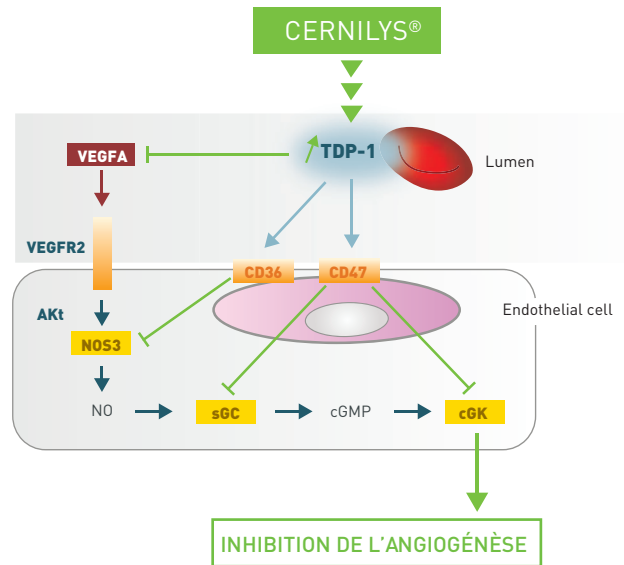 CERNILYS®
TDP-1
VEGFA
Lumen
VEGFR2
CD36
CD47
AKt
Endothelial cell
NOS3
NO
sGC
cGMP
cGK
INHIBITION DE L'ANGIOGÉNÈSE